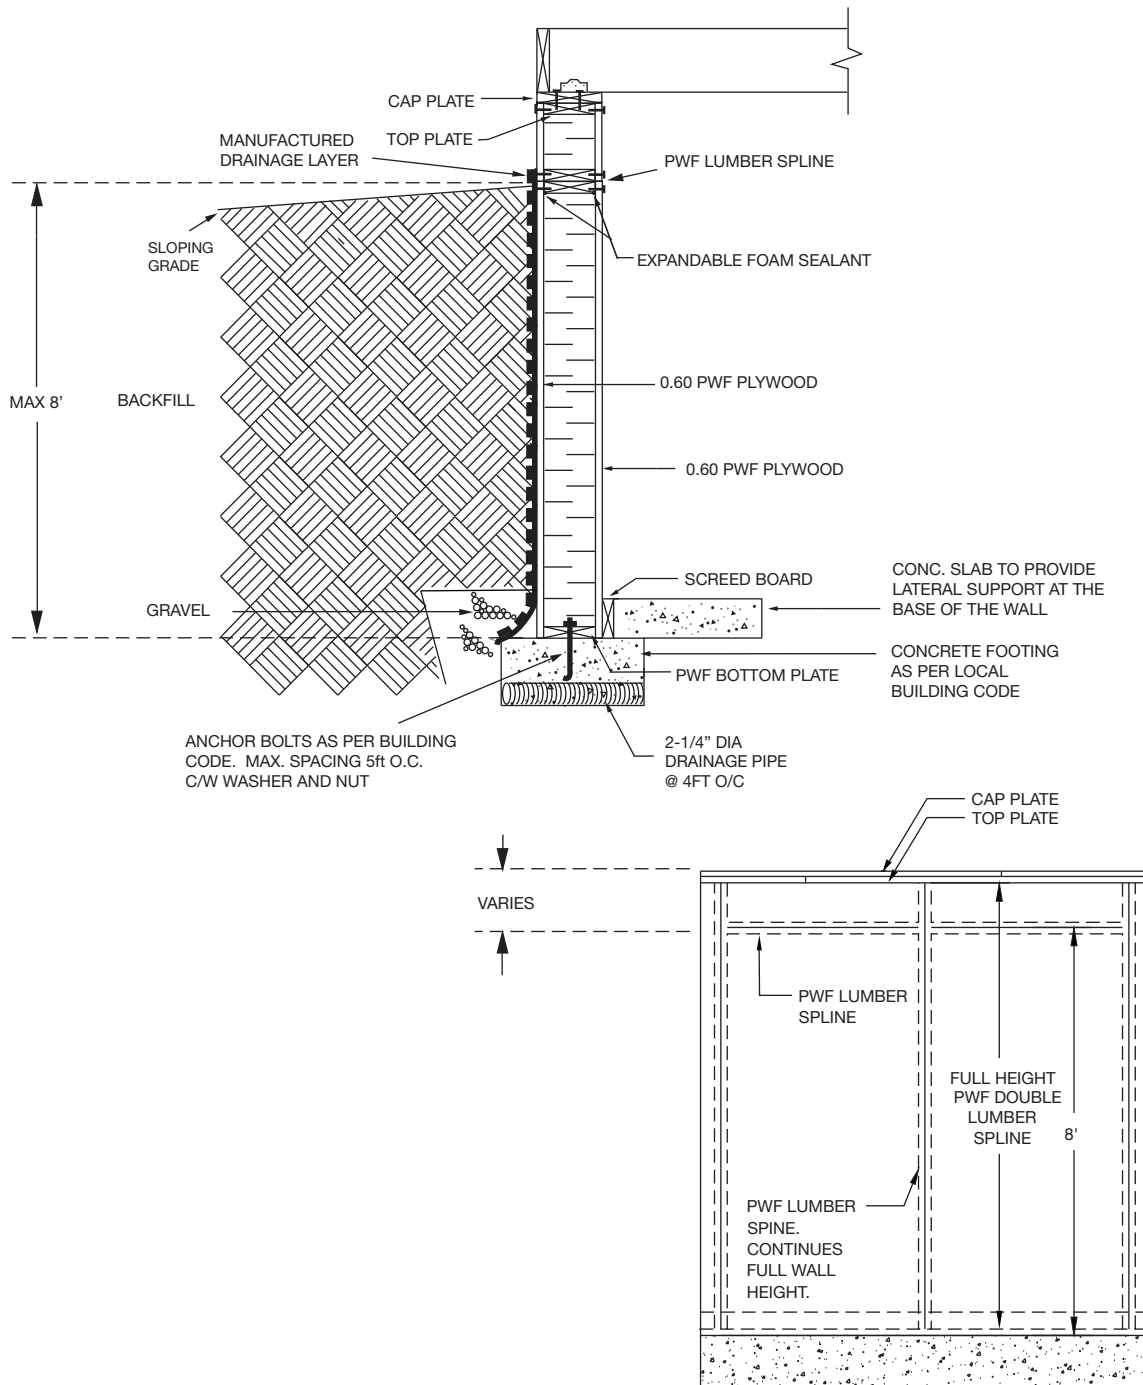 CAP PLATE
MANUFACTURED
DRAINAGE LAYER
TOP PLATE
PWF LUMBER SPLINE
SLOPING
GRADE
EXPANDABLE FOAM SEALANT
MAX 8’
BACKFILL
0.60 PWF PLYWOOD
0.60 PWF PLYWOOD
GRAVEL
SCREED BOARD
CONC. SLAB TO PROVIDE
LATERAL SUPPORT AT THE
BASE OF THE WALL
PWF BOTTOM PLATE
CONCRETE FOOTING
AS PER LOCAL
BUILDING CODE
ANCHOR BOLTS AS PER BUILDING
CODE. MAX. SPACING 5ft O.C.
C/W WASHER AND NUT
2-1/4” DIA
DRAINAGE PIPE
@ 4FT O/C
CAP PLATE
TOP PLATE
VARIES
PWF LUMBER
SPLINE
FULL HEIGHT
PWF DOUBLE
LUMBER
SPLINE
8'
PWF LUMBER
SPINE.
CONTINUES
FULL WALL
HEIGHT.